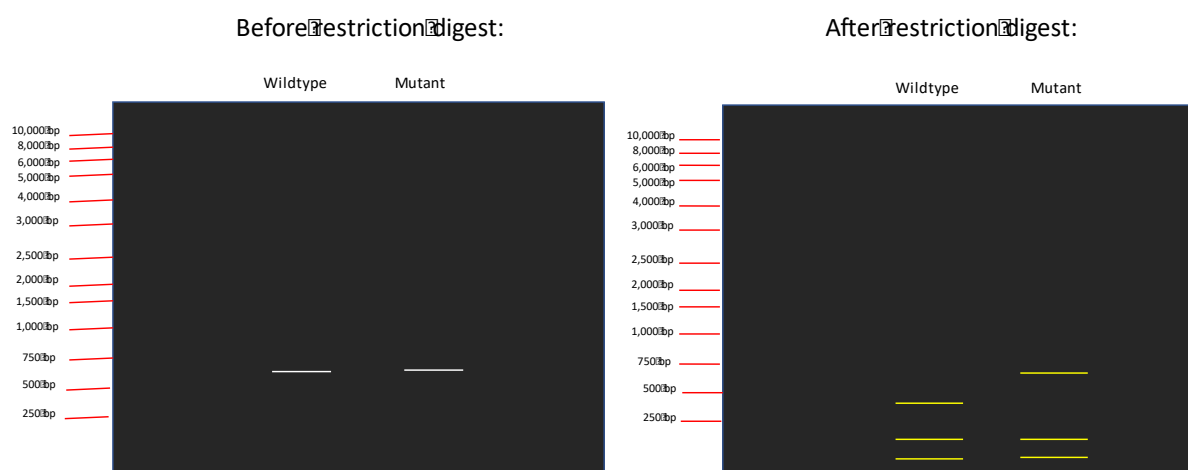 Before restriction digest:
After restriction digest:
Wildtype Mutant
Wildtype Mutant
10,000 bp
8,000 bp
6,000 bp
5,000 bp
4,000 bp
3,000 bp
2,500 bp
2,000 bp
1,500 bp
1,000 bp
750 bp
500 bp
250 bp
10,000 bp
8,000 bp
6,000 bp
5,000 bp
4,000 bp
3,000 bp
2,500 bp
2,000 bp
1,500 bp
1,000 bp
750 bp
500 bp
250 bp